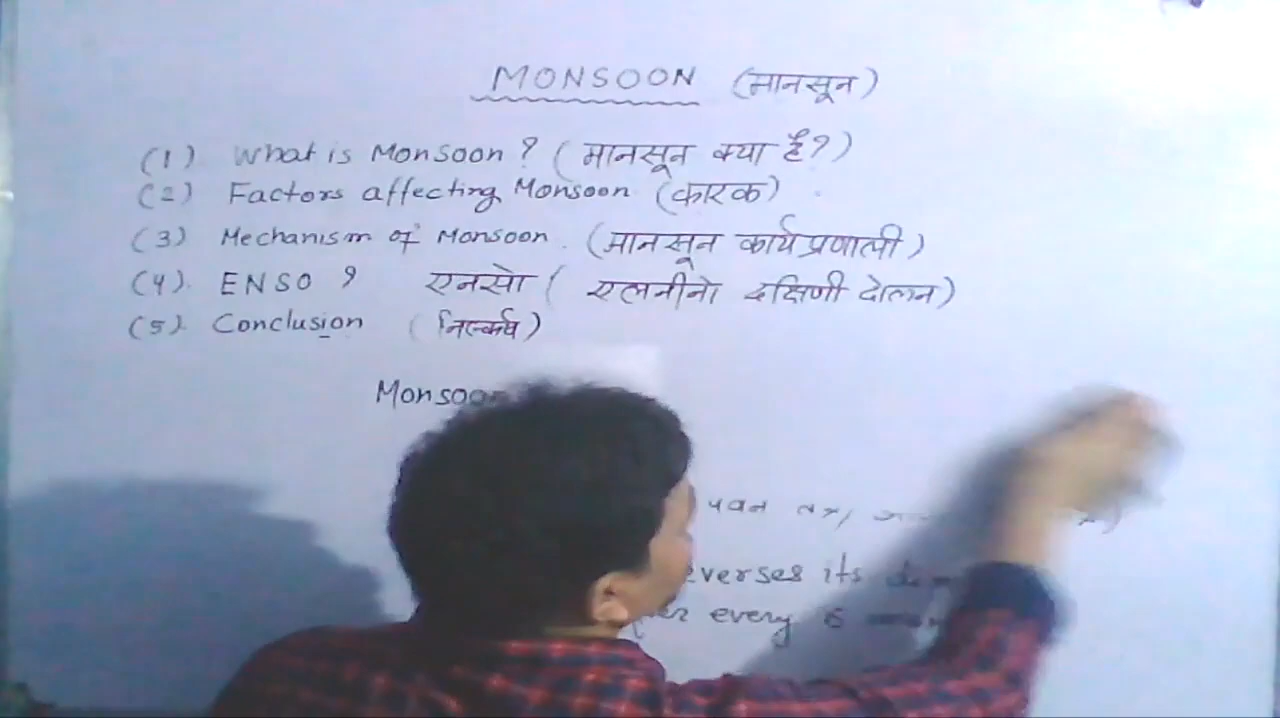 MONSOON (मानसून)
(1) What is Monsoon? (मानसून क्या है?)
(2) Factors affecting Monsoon (कारक)
(3) Mechanism of Monsoon. (मानसून कार्यप्रणाली)
(4). ENSO ? एनसो ( एलनीनो दक्षिणी दोलन)
(5). Conclusion (निष्कर्ष)
पवन
its
every 6